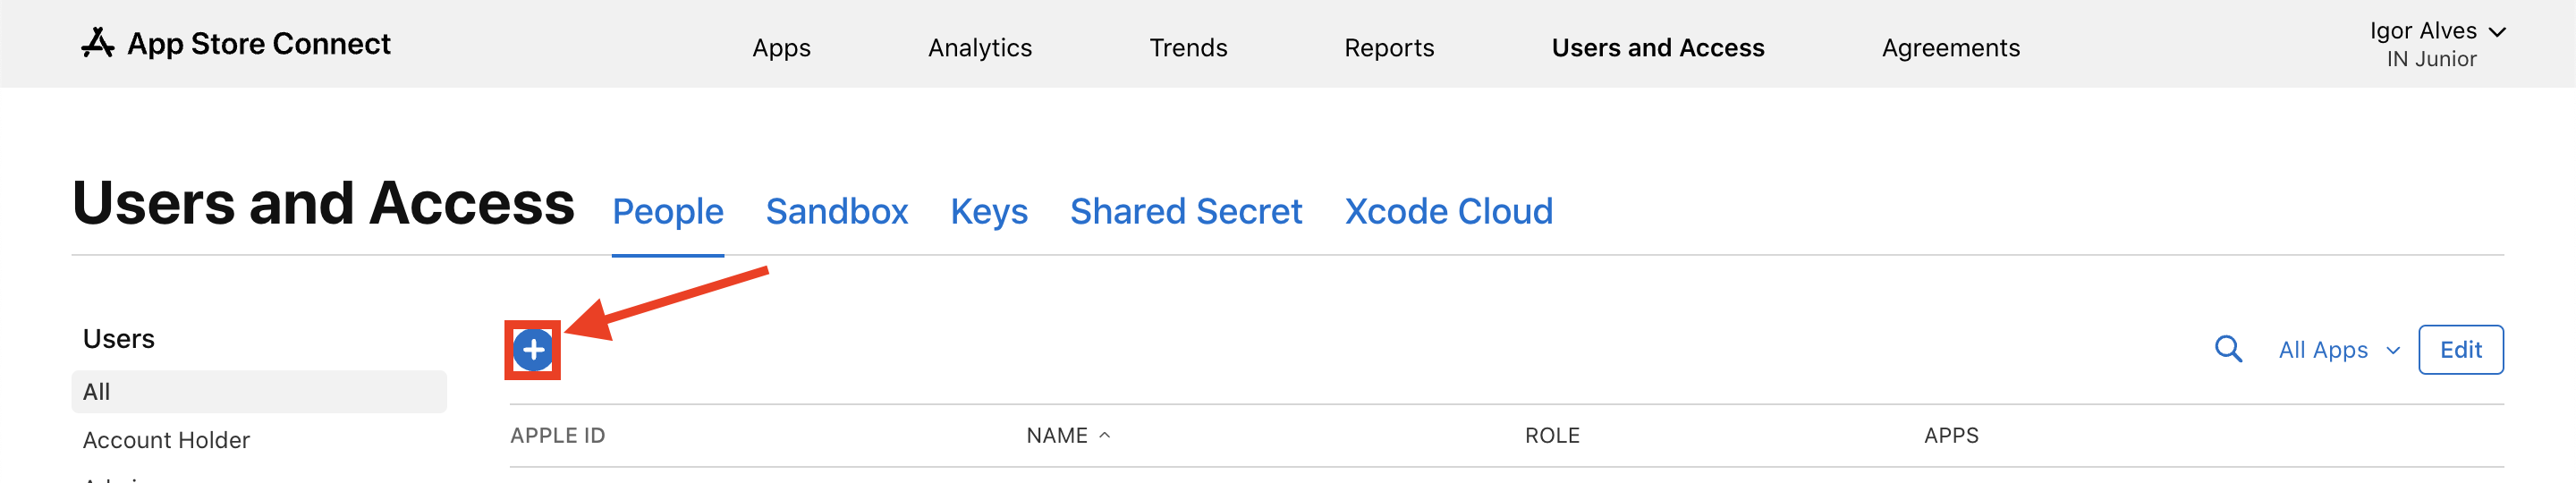 App Store Connect
Apps
Analytics
Trends
Reports
Users and Access
Agreements
Igor Alves
IN Junior
Users and Access
People
Sandbox
Keys
Shared Secret
Xcode Cloud
Users
All
Account Holder
All Apps
Edit
APPLE ID
NAME
ROLE
APPS